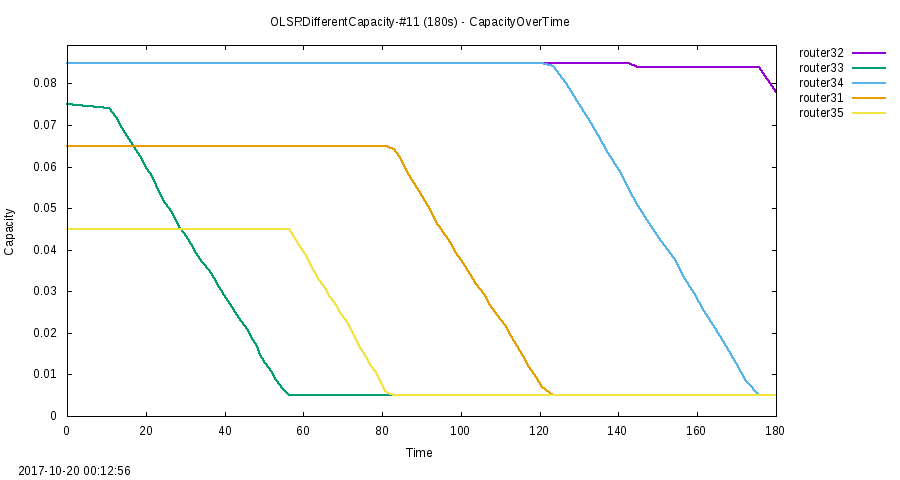 OLSRDifferentCapacity-#11 (180s) - CapacityOverTime
router32
router33
router34
router31
router35
0.08
0.07
0.06
0.05
0.04
0.03
0.02
0.01
0
Capacity
0 20 40 60 80 100 120 140 160 180
Time
2017-10-20 00:12:56